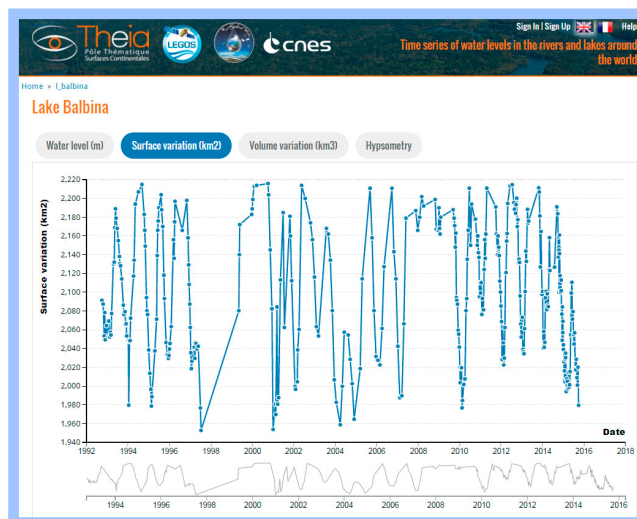 Theia
Pôle Thématique
Surfaces Continentales
LEGOS
cnes
Sign In | Sign Up
Help
Time series of water levels in the rivers and lakes around
the world
Home » l_balbina
Lake Balbina
Water level (m)
Surface variation (km2)
Volume variation (km3)
Hypsometry
Surface variation (km2)
2,220
2,200
2,180
2,160
2,140
2,120
2,100
2,080
2,060
2,040
2,020
2,000
1,980
1,960
1,940
Date
1992 1994 1996 1998 2000 2002 2004 2006 2008 2010 2012 2014 2016 2018
1994 1996 1998 2000 2002 2004 2006 2008 2010 2012 2014 2016